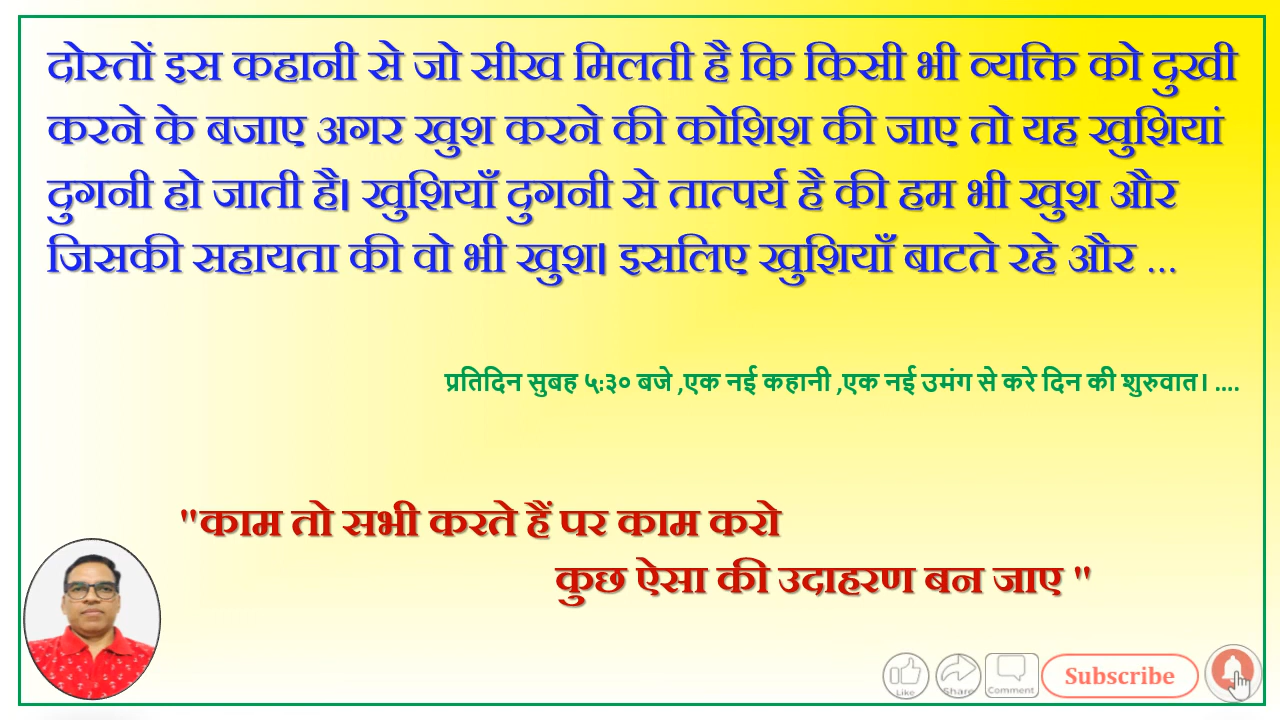 दोस्तों इस कहानी से जो सीख मिलती है कि किसी भी व्यक्ति को दुखी
करने के बजाए अगर खुश करने की कोशिश की जाए तो यह खुशियां
दुगनी हो जाती है| खुशियाँ दुगनी से तात्पर्य है की हम भी खुश और
जिसकी सहायता की वो भी खुश| इसलिए खुशियाँ बाटते रहे और ...
प्रतिदिन सुबह ५:३० बजे ,एक नई कहानी ,एक नई उमंग से करे दिन की शुरुवात। ....
"काम तो सभी करते हैं पर काम करो
कुछ ऐसा की उदाहरण बन जाए "
Like Share Comment Subscribe